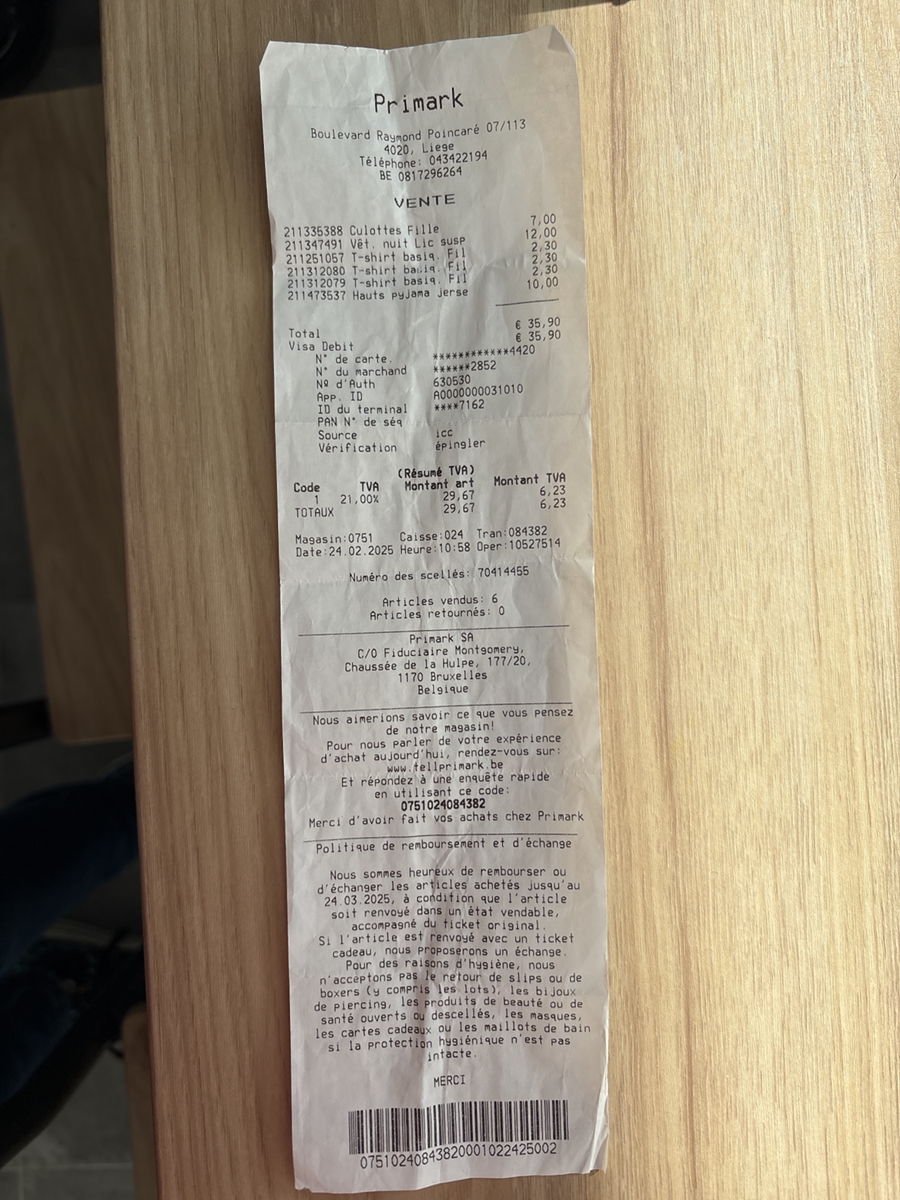 Primark
Boulevard Raymond Poincaré 07/113
4020, Liege
Téléphone: 043422194
BE 0817296264
VENTE
211335388 Culottes Fille 7,00
211347491 Vêt. nuit Lic susp 12,00
211251057 T-shirt basiq. Fil 2,30
211312080 T-shirt basiq. Fil 2,30
211312079 T-shirt basiq. Fil 2,30
211473537 Hauts pyjama jerse 10,00
Total € 35,90
Visa Debit € 35,90
N° de carte. ************4420
N° du marchand ******2852
Nº d'Auth 630530
App. ID A0000000031010
ID du terminal ****7162
PAN N° de séq
Source icc
Vérification épingler
(Résumé TVA)
Code TVA Montant art Montant TVA
1 21,00% 29,67 6,23
TOTAUX 29,67 6,23
Magasin:0751 Caisse:024 Tran:084382
Date:24.02.2025 Heure:10:58 Oper:10527514
Numéro des scellés: 70414455
Articles vendus: 6
Articles retournés: 0
Primark SA
C/O Fiduciaire Montgomery,
Chaussée de la Hulpe, 177/20,
1170 Bruxelles
Belgique
Nous aimerions savoir ce que vous pensez
de notre magasin!
Pour nous parler de votre expérience
d'achat aujourd'hui, rendez-vous sur:
www.tellprimark.be
Et répondez à une enquête rapide
en utilisant ce code:
0751024084382
Merci d'avoir fait vos achats chez Primark
Politique de remboursement et d'échange
Nous sommes heureux de rembourser ou
d'échanger les articles achetés jusqu'au
24.03.2025, à condition que l'article
soit renvoyé dans un état vendable,
accompagné du ticket original.
Si l'article est renvoyé avec un ticket
cadeau, nous proposerons un échange.
Pour des raisons d'hygiène, nous
n'acceptons pas le retour de slips ou de
boxers (y compris les lots), les bijoux
de piercing, les produits de beauté ou de
santé ouverts ou descellés, les masques,
les cartes cadeaux ou les maillots de bain
si la protection hygiénique n'est pas
intacte.
MERCI
07510240843820001022425002